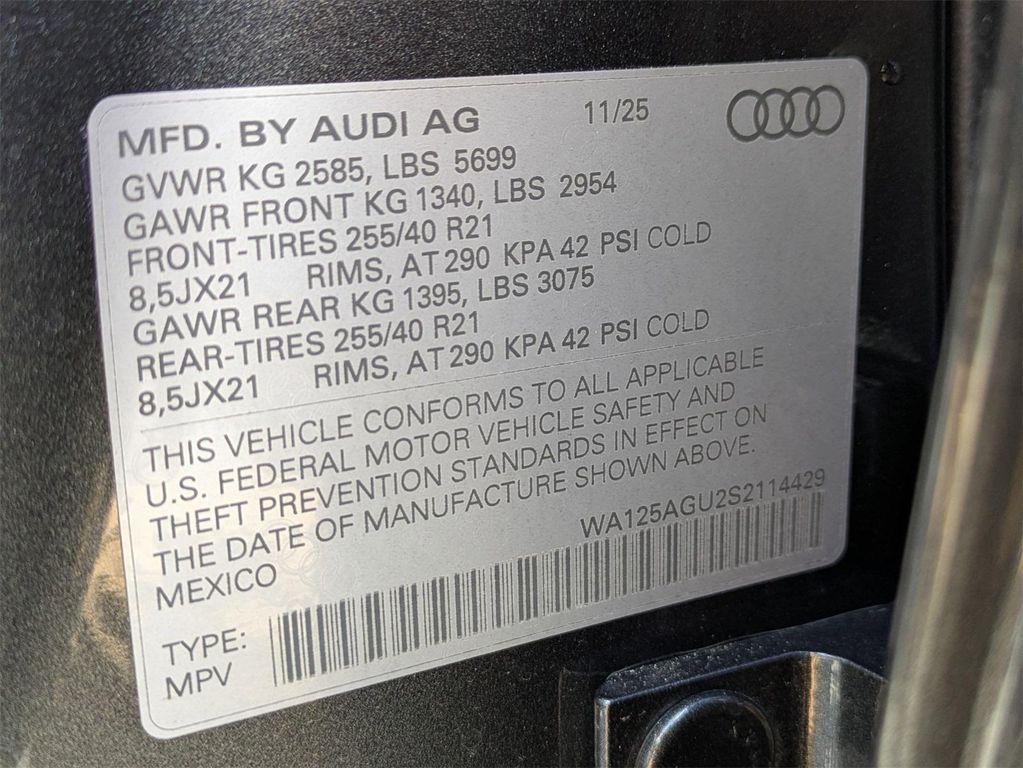 MFD. BY AUDI AG 11/25
GVWR KG 2585, LBS 5699
GAWR FRONT KG 1340, LBS 2954
FRONT-TIRES 255/40 R21
8,5JX21 RIMS, AT 290 KPA 42 PSI COLD
GAWR REAR KG 1395, LBS 3075
REAR-TIRES 255/40 R21
8,5JX21 RIMS, AT 290 KPA 42 PSI COLD
THIS VEHICLE CONFORMS TO ALL APPLICABLE
U.S. FEDERAL MOTOR VEHICLE SAFETY AND
THEFT PREVENTION STANDARDS IN EFFECT ON
THE DATE OF MANUFACTURE SHOWN ABOVE.
MEXICO WA125AGU2S2114429
TYPE:
MPV